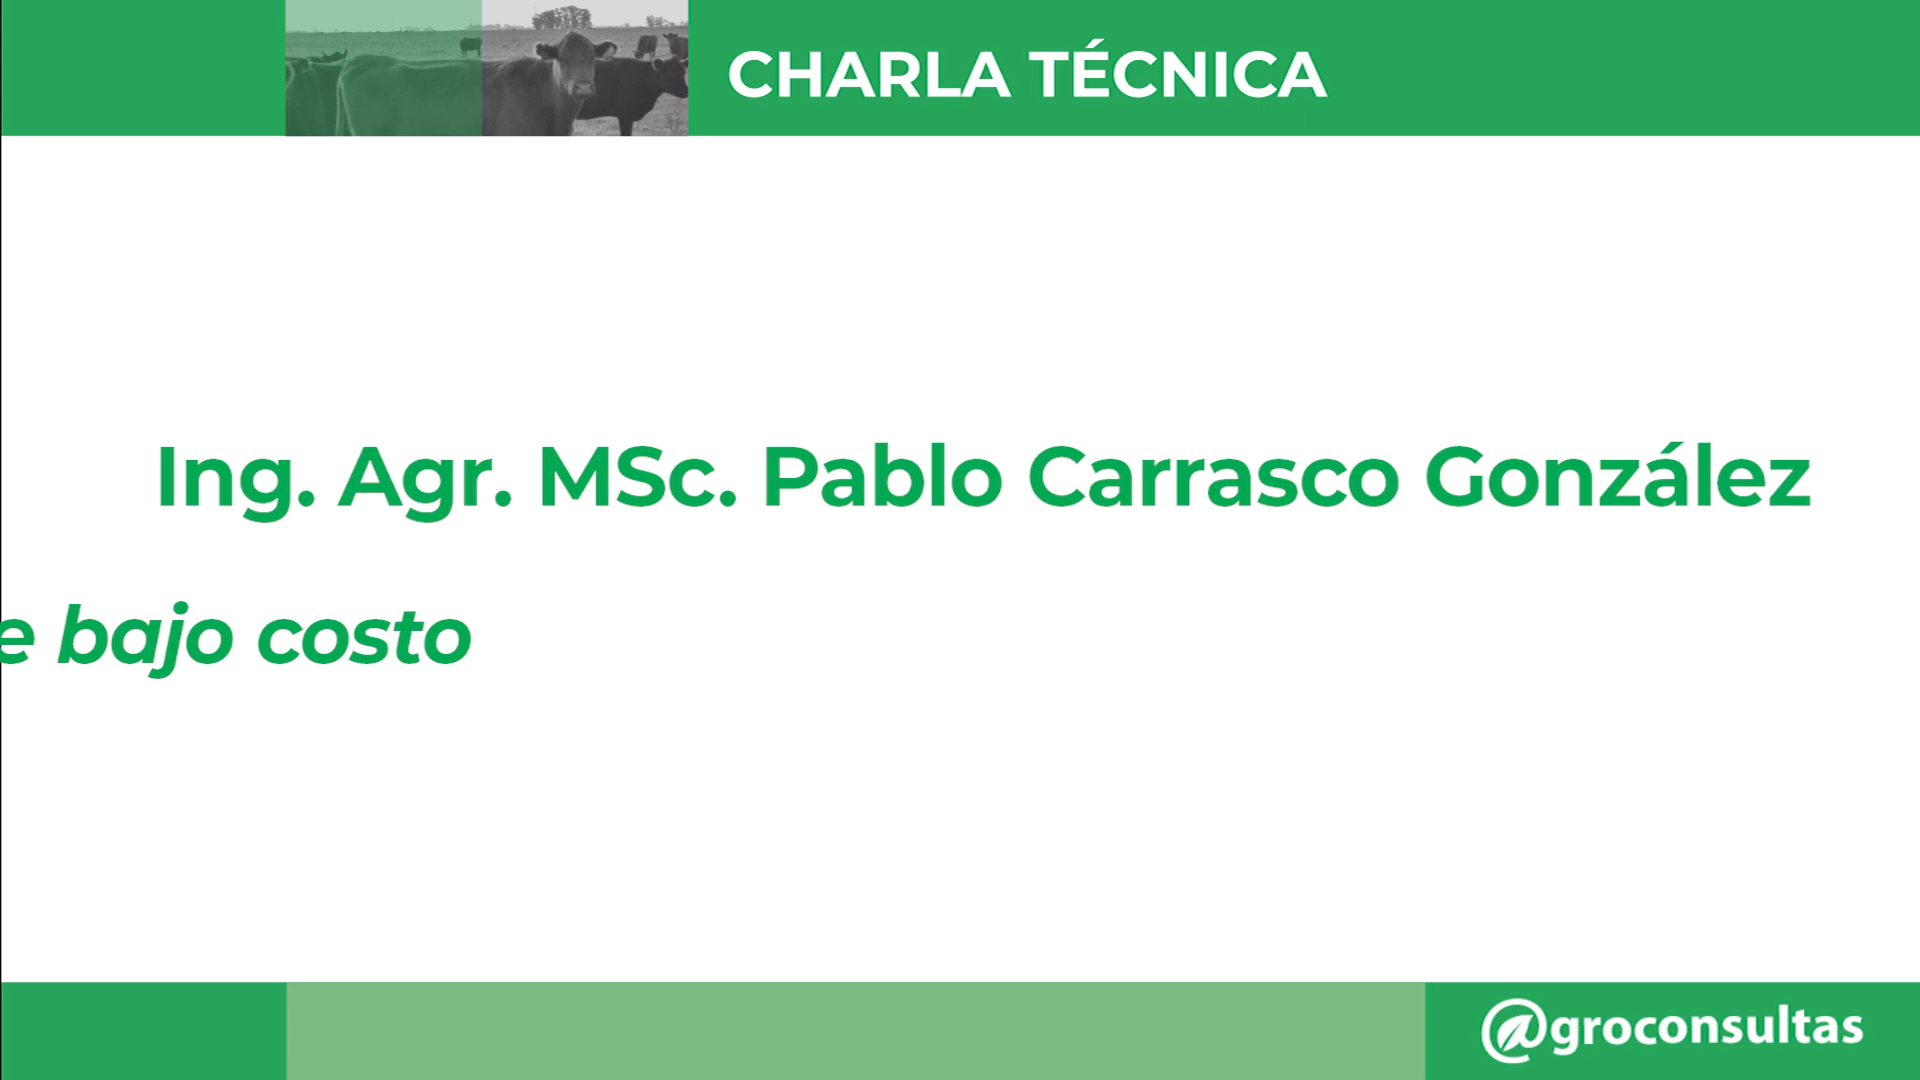 CHARLA TÉCNICA
Ing. Agr. MSc. Pablo Carrasco González
e bajo costo
@groconsultas